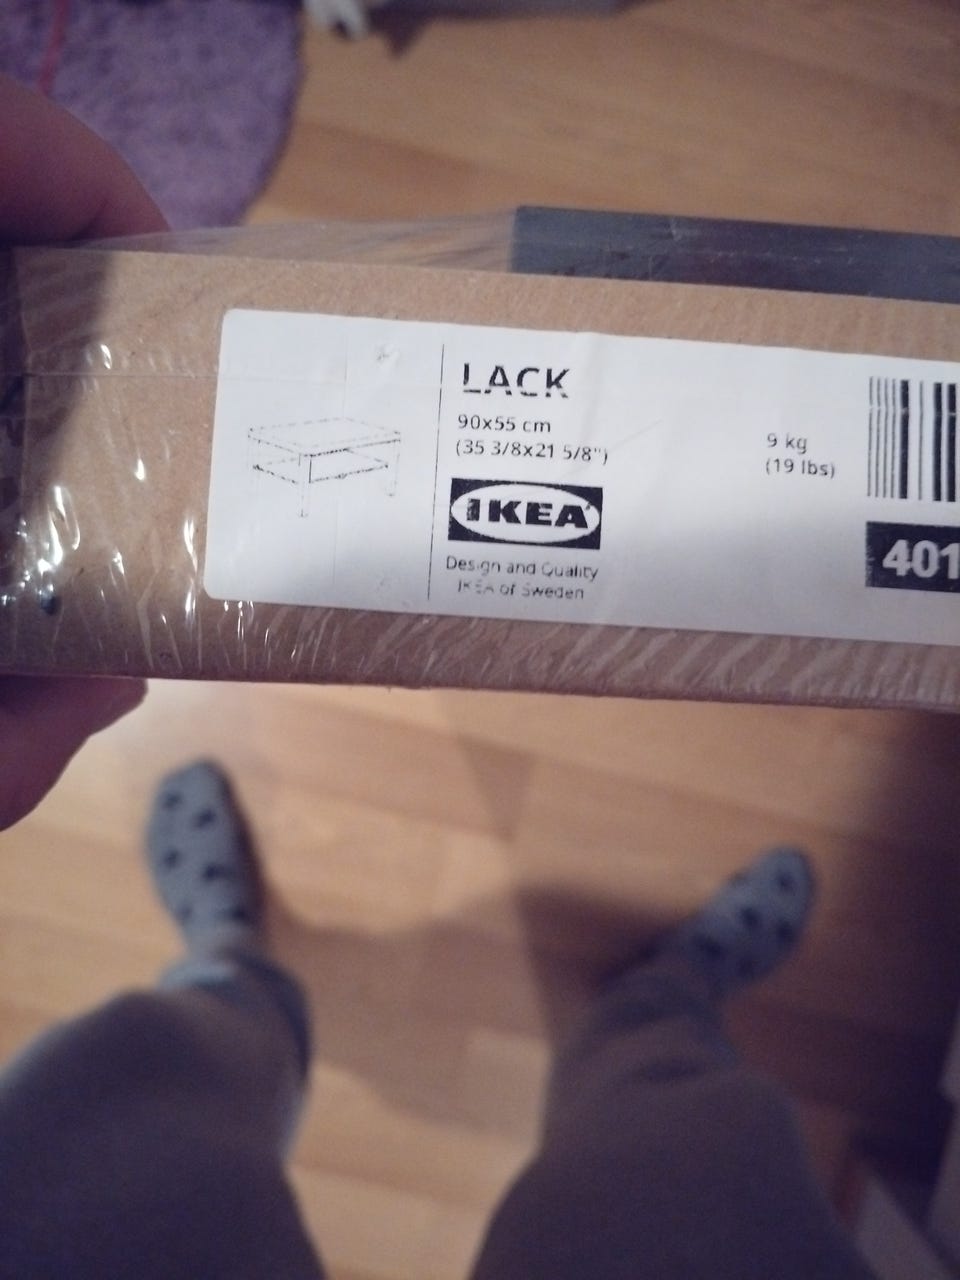 LACK
90x55 cm
(35 3/8x21 5/8")
9 kg
(19 lbs)
IKEA
Design and Quality
IKEA of Sweden
401